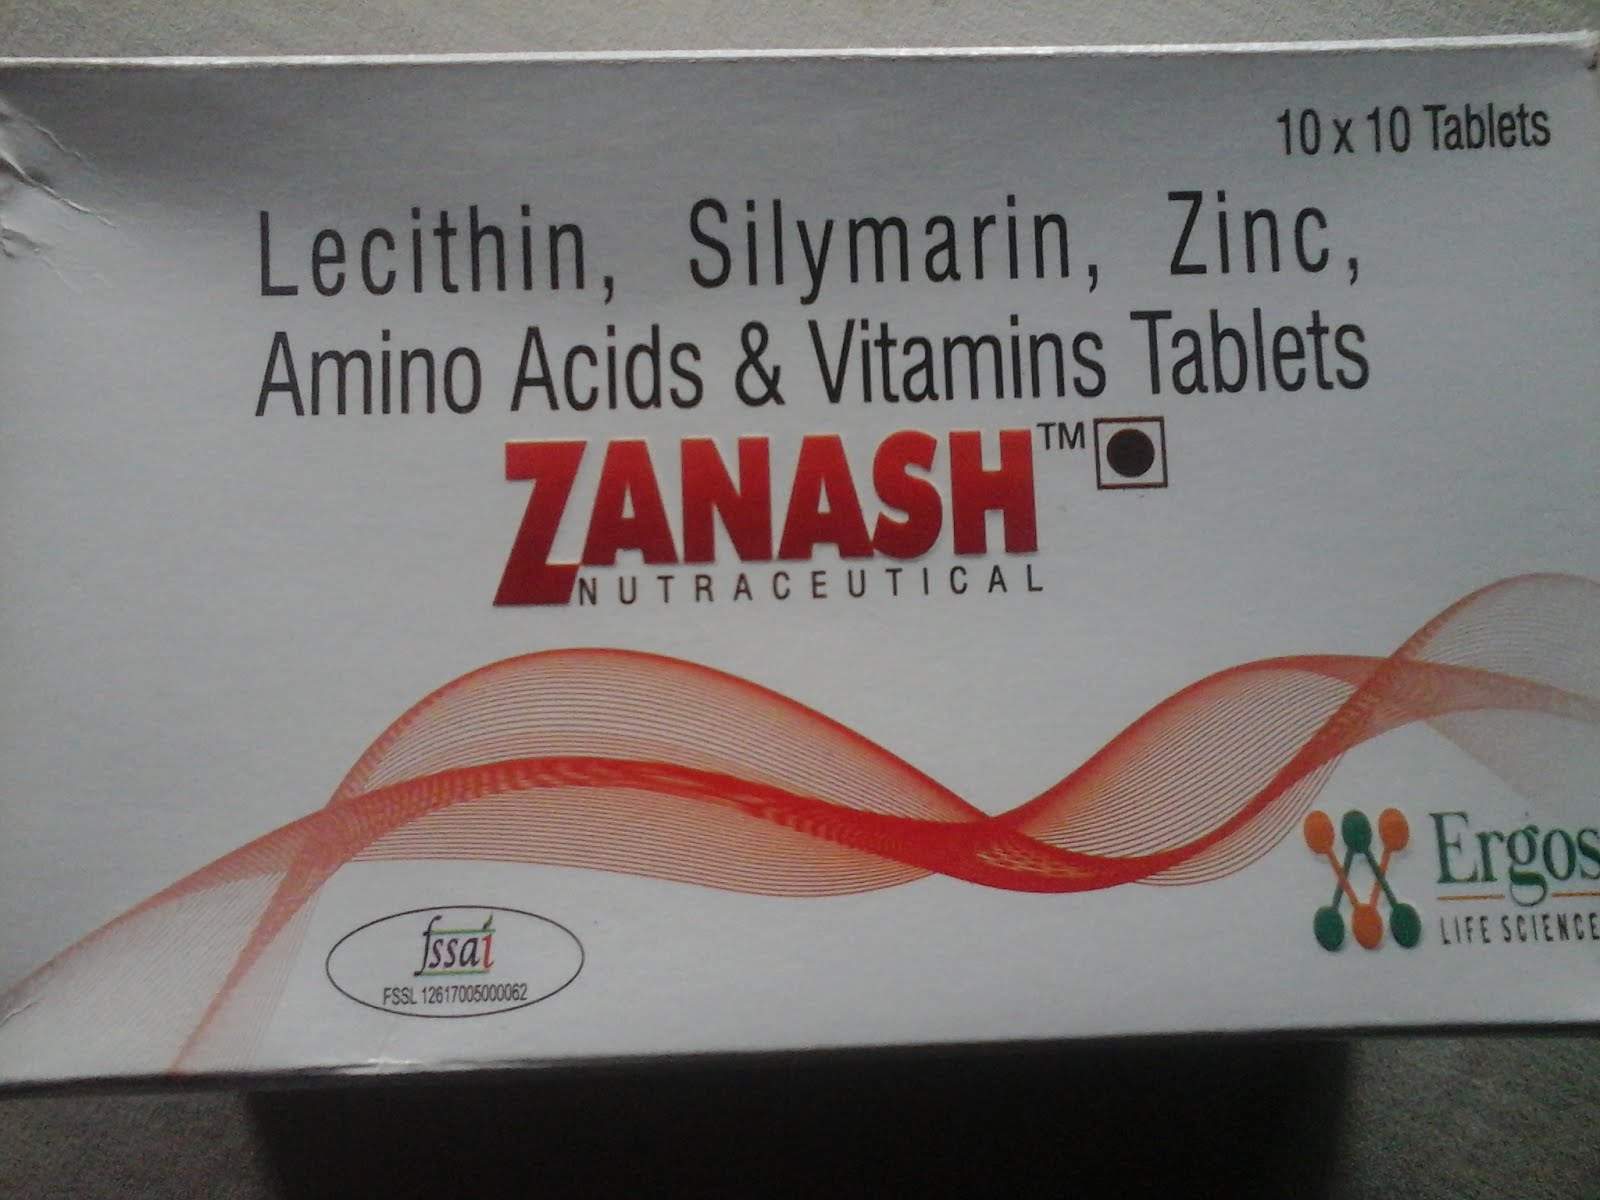 10 x 10 Tablets
Lecithin, Silymarin, Zinc,
Amino Acids & Vitamins Tablets
ZANASH™
NUTRACEUTICAL
fssai
FSSL 12617005000062
Ergos
LIFE SCIENCE